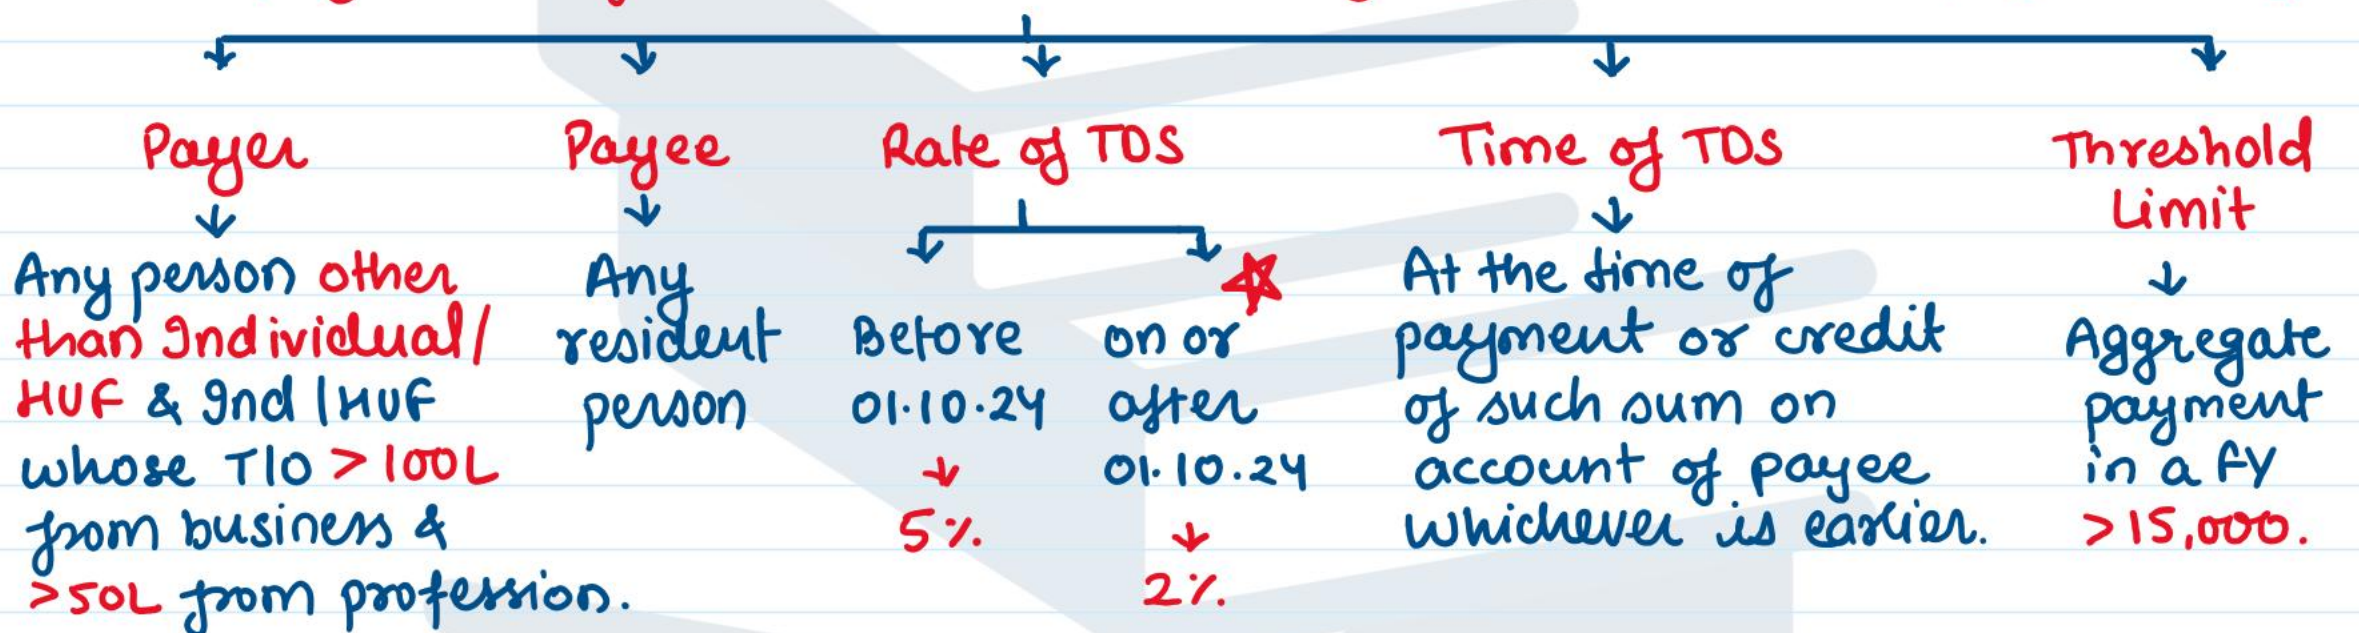 Payer
Payee
Rate of TDS
Time of TDS
Threshold
Limit
Any person other
than Individual/
HUF & Ind/HUF
whose T/O > 100L
from business &
> 50L from profession.
Any
resident
person
Before
01.10.24
5%.
on or
after
01.10.24
2%.
At the time of
payment or credit
of such sum on
account of payee
whichever is earlier.
Aggregate
payment
in a FY
> 15,000.